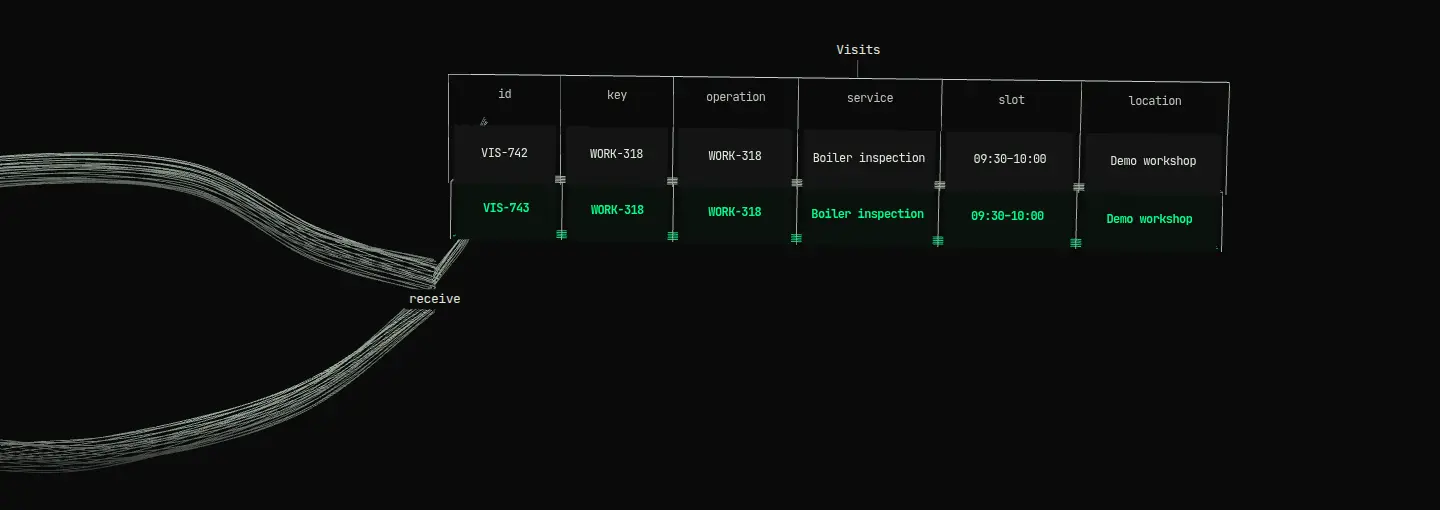 Visits
id key operation service slot location
VIS-742 WORK-318 WORK-318 Boiler inspection 09:30–10:00 Demo workshop
VIS-743 WORK-318 WORK-318 Boiler inspection 09:30–10:00 Demo workshop
receive